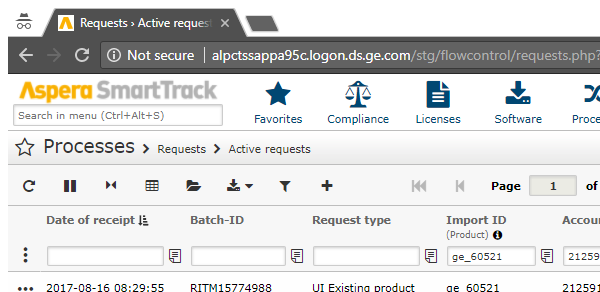 Requests › Active request
Not secure | alpctssappa95c.logon.ds.ge.com/stg/flowcontrol/requests.php?
Aspera SmartTrack
Search in menu (Ctrl+Alt+S)
Favorites Compliance Licenses Software Proce
Processes › Requests › Active requests
Page 1 of
Date of receipt Batch-ID Request type Import ID Accou
(Product)
ge_60521 212591
2017-08-16 08:29:55 RITM15774988 UI Existing product ge_60521 212591